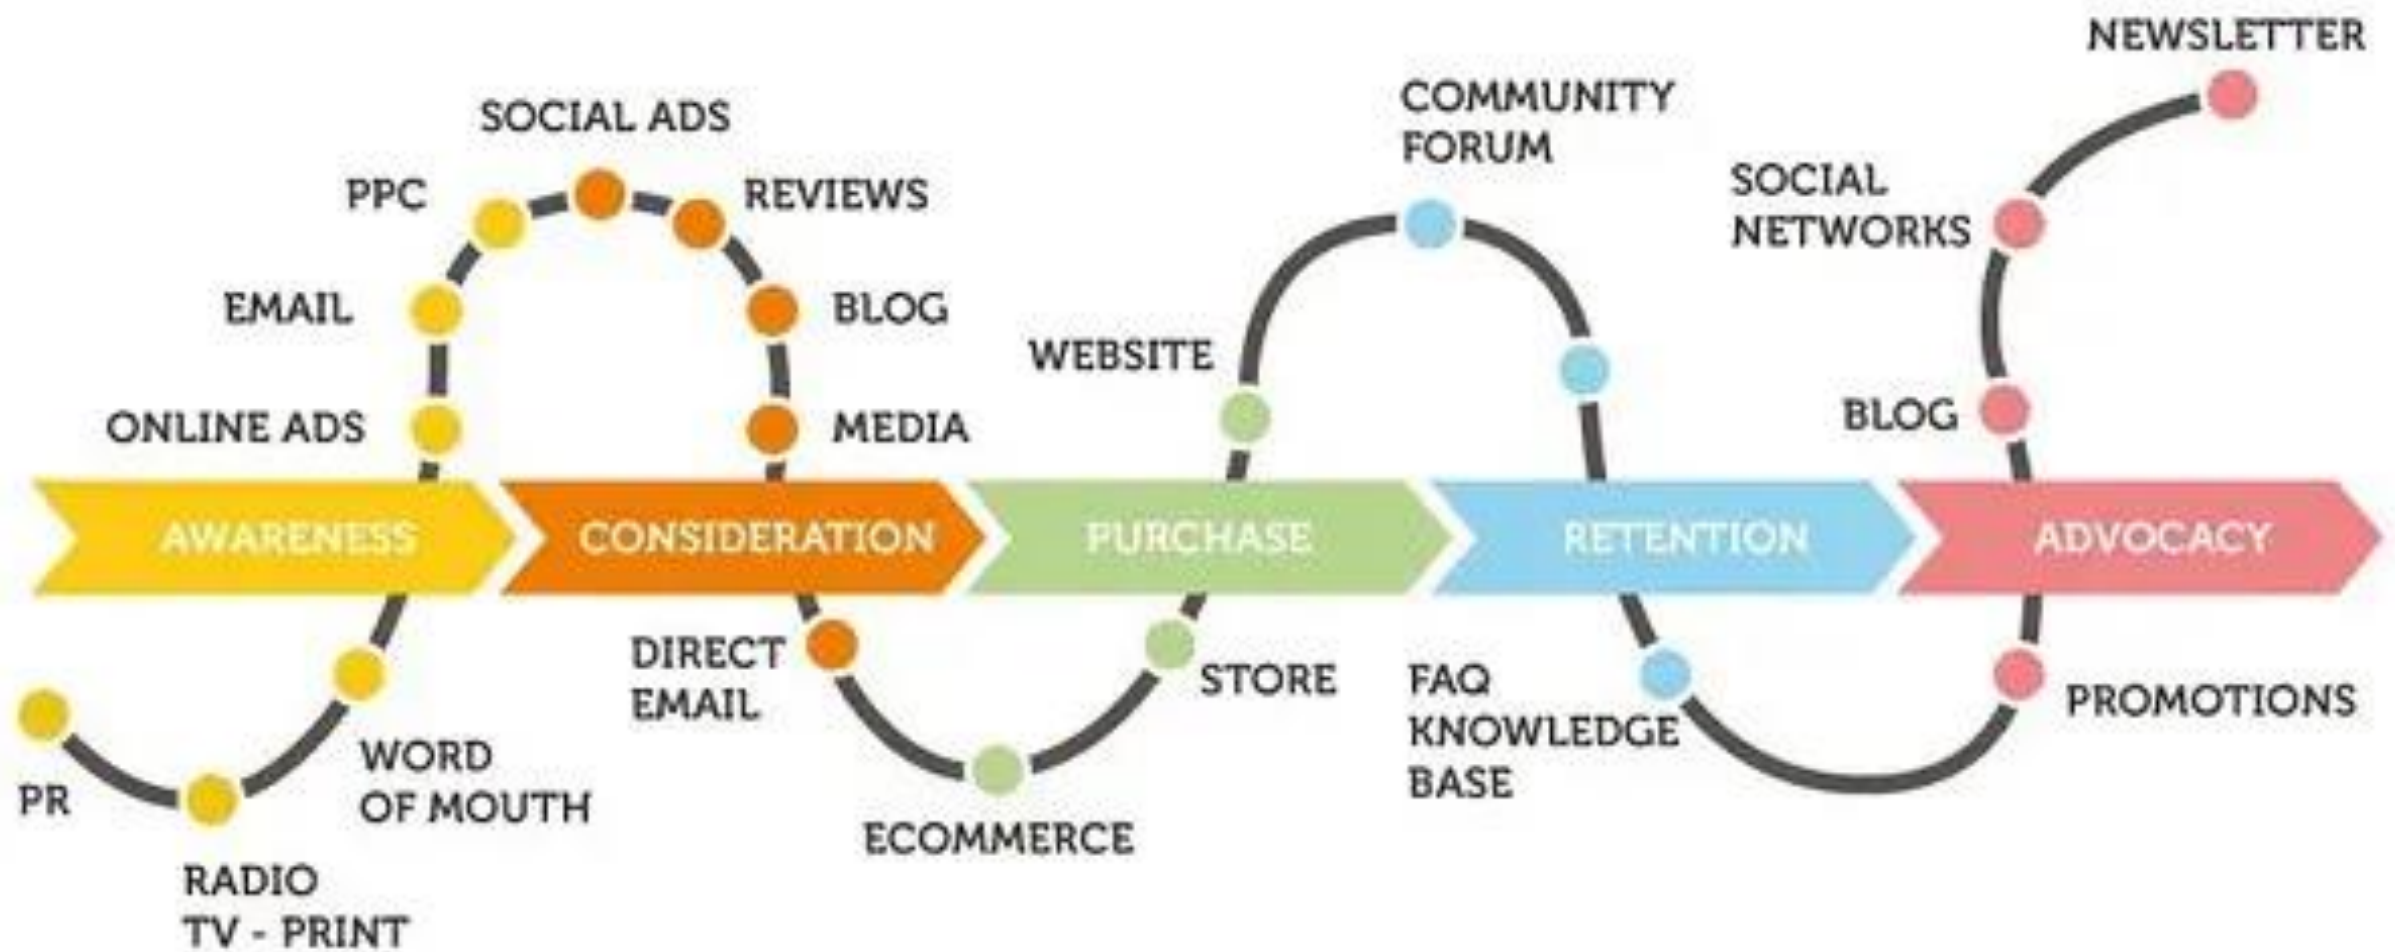 NEWSLETTER
COMMUNITY
FORUM
SOCIAL ADS
SOCIAL
NETWORKS
PPC
REVIEWS
EMAIL
BLOG
WEBSITE
BLOG
ONLINE ADS
MEDIA
AWARENESS
CONSIDERATION
PURCHASE
RETENTION
ADVOCACY
DIRECT
EMAIL
STORE
FAQ
KNOWLEDGE
BASE
PROMOTIONS
WORD
OF MOUTH
PR
ECOMMERCE
RADIO
TV - PRINT